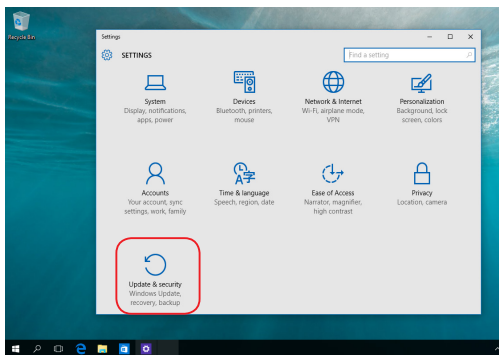 Recycle Bin
Settings
SETTINGS
Find a setting
System
Display, notifications,
apps, power
Devices
Bluetooth, printers,
mouse
Network & Internet
Wi-Fi, airplane mode,
VPN
Personalization
Background, lock
screen, colors
Accounts
Your account, sync
settings, work, family
Time & language
Speech, region, date
Ease of Access
Narrator, magnifier,
high contrast
Privacy
Location, camera
Update & security
Windows Update,
recovery, backup